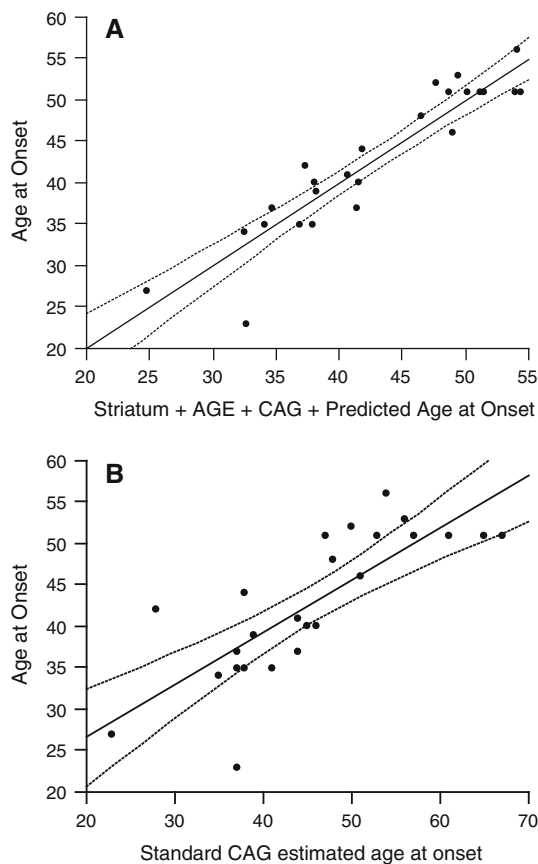 A
60
55
50
45
40
35
30
25
20
Age at Onset
20 25 30 35 40 45 50 55
Striatum + AGE + CAG + Predicted Age at Onset
B
60
55
50
45
40
35
30
25
20
Age at Onset
20 30 40 50 60 70
Standard CAG estimated age at onset